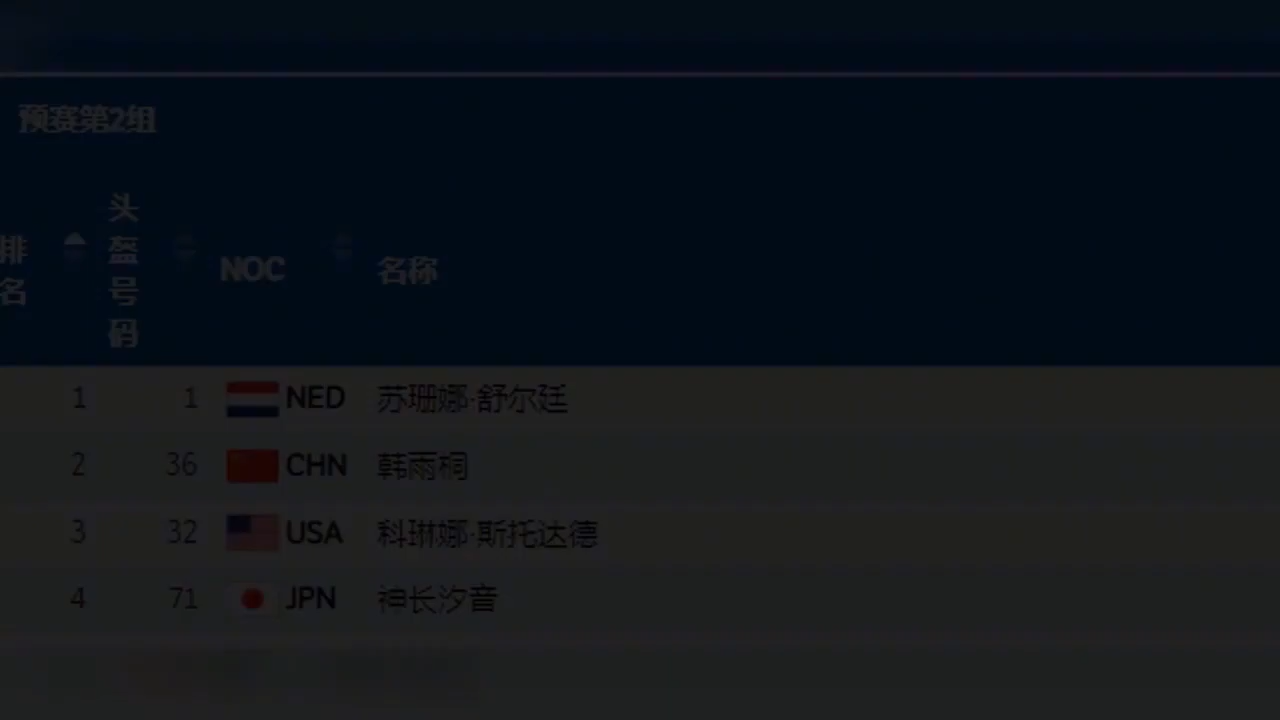 预赛第2组
排名 头盔号码 NOC 名称
1 1 NED 苏珊娜·舒尔廷
2 36 CHN 韩雨桐
3 32 USA 科琳娜·斯托达德
4 71 JPN 神长汐音